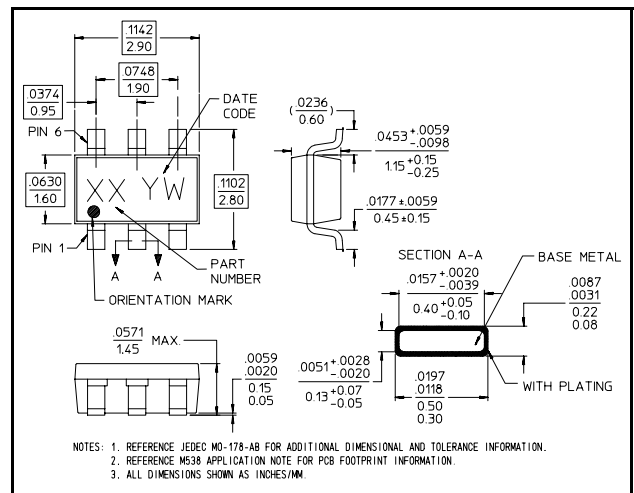 .1142
2.90
.0748
1.90
.0374
0.95
DATE
CODE
PIN 6
.0630
1.60
XX YW
.1102
2.80
PIN 1
A A
PART
NUMBER
ORIENTATION MARK
(.0236
0.60)
.0453 +.0059
-.0098
1.15 +0.15
-0.25
.0177 ±.0059
0.45 ±0.15
SECTION A-A
BASE METAL
.0157 +.0020
-.0039
0.40 +0.05
-0.10
.0087
.0031
0.22
0.08
.0571
1.45 MAX.
.0059
.0020
0.15
0.05
.0051 +.0028
-.0020
0.13 +0.07
-0.05
.0197
.0118
0.50
0.30
WITH PLATING
NOTES: 1. REFERENCE JEDEC MO-178-AB FOR ADDITIONAL DIMENSIONAL AND TOLERANCE INFORMATION.
2. REFERENCE M538 APPLICATION NOTE FOR PCB FOOTPRINT INFORMATION.
3. ALL DIMENSIONS SHOWN AS INCHES/MM.